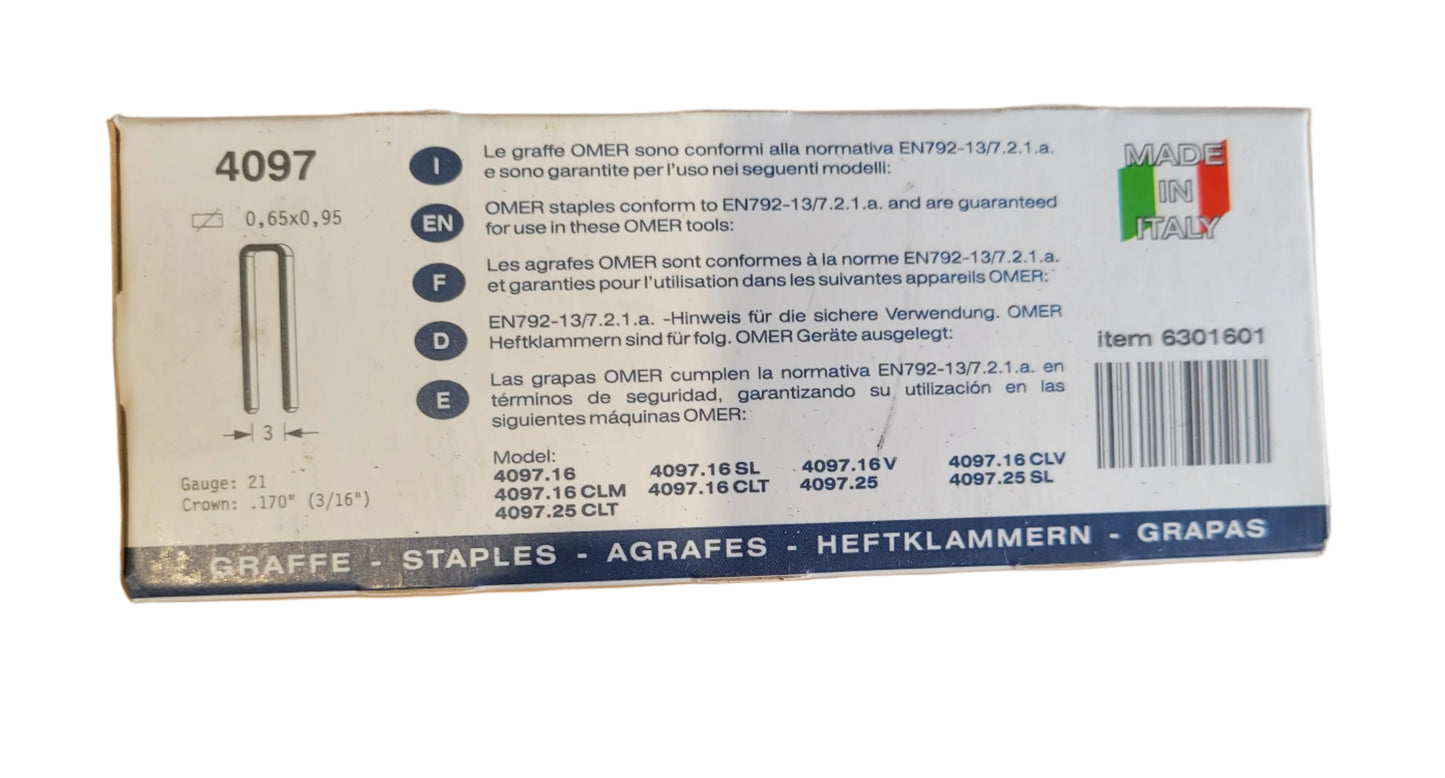 4097
0,65x0,95
3
Gauge: 21
Crown: .170" (3/16")
I
Le graffe OMER sono conformi alla normativa EN792-13/7.2.1.a.
e sono garantite per l'uso nei seguenti modelli:
EN
OMER staples conform to EN792-13/7.2.1.a. and are guaranteed
for use in these OMER tools:
F
Les agrafes OMER sont conformes à la norme EN792-13/7.2.1.a.
et garanties pour l'utilisation dans les suivantes appareils OMER:
D
EN792-13/7.2.1.a. -Hinweis für die sichere Verwendung. OMER
Heftklammern sind für folg. OMER Geräte ausgelegt:
E
Las grapas OMER cumplen la normativa EN792-13/7.2.1.a. en
términos de seguridad, garantizando su utilización en las
siguientes máquinas OMER:
Model:
4097.16 4097.16 SL 4097.16 V 4097.16 CLV
4097.16 CLM 4097.16 CLT 4097.25 4097.25 SL
4097.25 CLT
MADE
IN
ITALY
item 6301601
GRAFFE - STAPLES - AGRAFES - HEFTKLAMMERN - GRAPAS